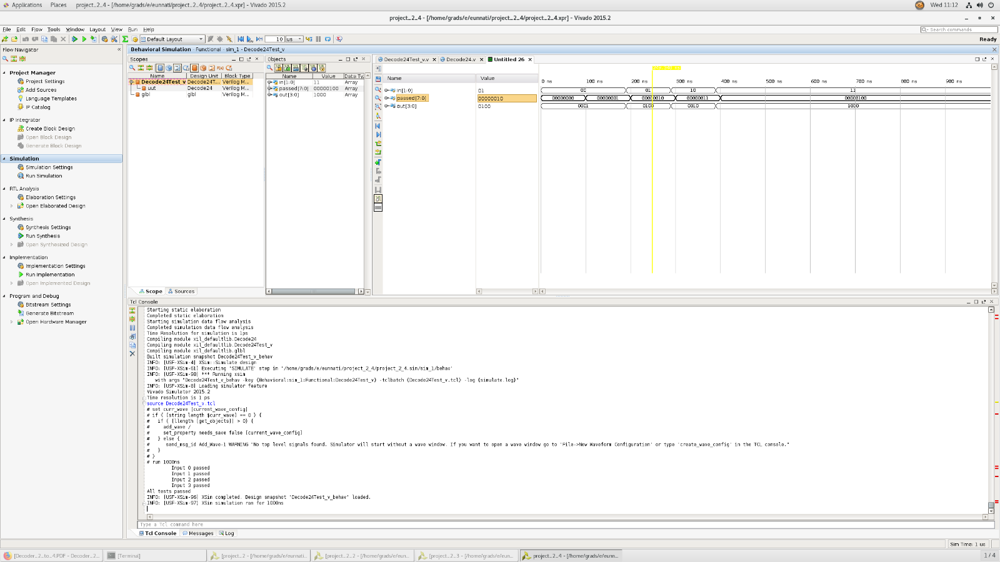 Applications Places project_2_4 - [/home/grads/e/eunnati/project_2_4/project_2_4.xpr] - Vivado 2015.2 Wed 11:12
project_2_4 - [/home/grads/e/eunnati/project_2_4/project_2_4.xpr] - Vivado 2015.2
File Edit Flow Tools Window Layout View Run Help
Search commands
Default Layout 10 us Ready
Flow Navigator
Project Manager
Project Settings
Add Sources
Language Templates
IP Catalog
IP Integrator
Create Block Design
Open Block Design
Generate Block Design
Simulation
Simulation Settings
Run Simulation
RTL Analysis
Elaboration Settings
Open Elaborated Design
Synthesis
Synthesis Settings
Run Synthesis
Open Synthesized Design
Implementation
Implementation Settings
Run Implementation
Open Implemented Design
Program and Debug
Bitstream Settings
Generate Bitstream
Open Hardware Manager
Behavioral Simulation - Functional - sim_1 - Decode24Test_v
Scopes
Name Design Unit Block Type
Decode24Test_v Decode24T... Verilog M...
uut Decode24 Verilog M...
glbl glbl Verilog M...
Scope Sources
Objects
Name Value Data Ty...
in[1:0] 11 Array
passed[7:0] 00000100 Array
out[3:0] 1000 Array
Decode24Test_v.v Decode24.v Untitled 26
Name Value
0 ns 100 ns 200 ns 300 ns 400 ns 500 ns 600 ns 700 ns 800 ns 900 ns
in[1:0] 01 00 01 10 11
passed[7:0] 00000010 00000000 00000001 00000010 00000011 00000100
out[3:0] 0100 0001 0100 0010 1000
Tcl Console
Starting static elaboration
Completed static elaboration
Starting simulation data flow analysis
Completed simulation data flow analysis
Time Resolution for simulation is 1ps
Compiling module xil_defaultlib.Decode24
Compiling module xil_defaultlib.Decode24Test_v
Compiling module xil_defaultlib.glbl
Built simulation snapshot Decode24Test_v_behav
INFO: [USF-XSim-4] XSim::Simulate design
INFO: [USF-XSim-61] Executing 'SIMULATE' step in '/home/grads/e/eunnati/project_2_4/project_2_4.sim/sim_1/behav'
INFO: [USF-XSim-98] *** Running xsim
with args "Decode24Test_v_behav -key {Behavioral:sim_1:Functional:Decode24Test_v} -tclbatch {Decode24Test_v.tcl} -log {simulate.log}"
INFO: [USF-XSim-8] Loading simulator feature
Vivado Simulator 2015.2
Time resolution is 1 ps
source Decode24Test_v.tcl
# set curr_wave [current_wave_config]
# if { [string length $curr_wave] == 0 } {
#   if { [llength [get_objects]] > 0} {
#     add_wave /
#     set_property needs_save false [current_wave_config]
#   } else {
#      send_msg_id Add_Wave-1 WARNING "No top level signals found. Simulator will start without a wave window. If you want to open a wave window go to 'File->New Waveform Configuration' or type 'create_wave_config' in the TCL console."
#   }
# }
# run 1000ns
Input 0 passed
Input 1 passed
Input 2 passed
Input 3 passed
All tests passed
INFO: [USF-XSim-96] XSim completed. Design snapshot 'Decode24Test_v_behav' loaded.
INFO: [USF-XSim-97] XSim simulation ran for 1000ns
Type a Tcl command here
Tcl Console Messages Log
Sim Time: 1 us
[Decoder_2_to_4.PDF - Decoder_2... [Terminal] [project_2 - [/home/grads/e/eunnati... [project_2_2 - [/home/grads/e/eun... [project_2_3 - [/home/grads/e/eun... project_2_4 - [/home/grads/e/eunn... 1 / 4